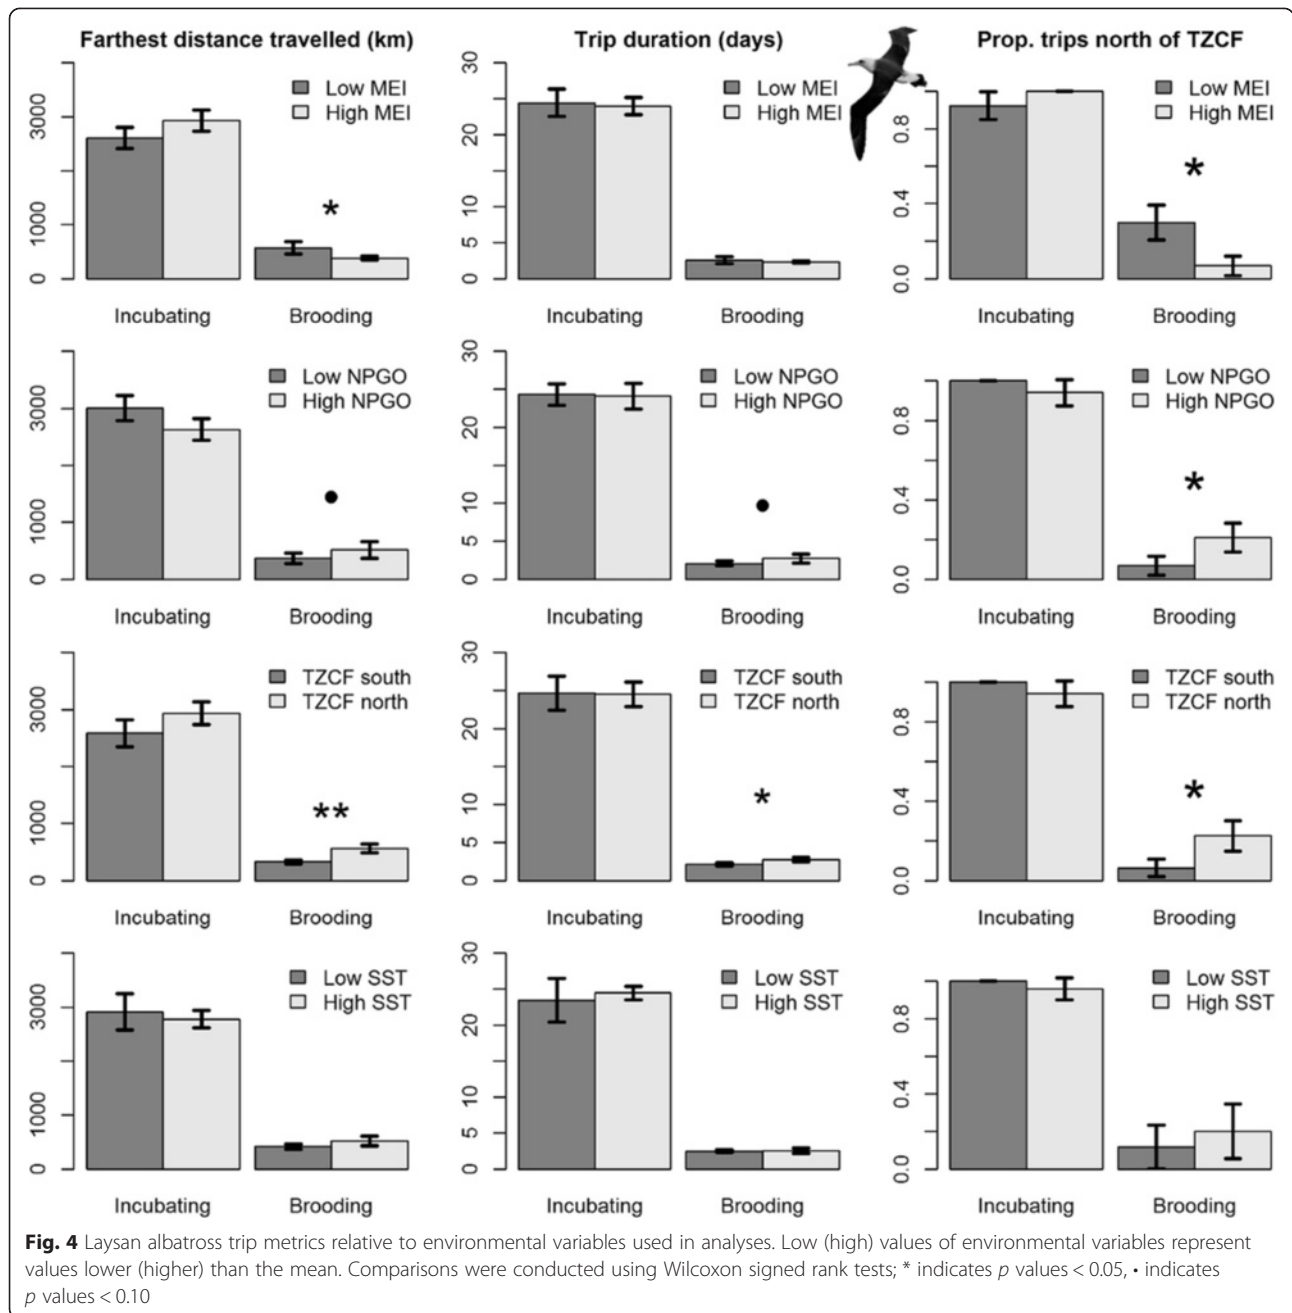 Farthest distance travelled (km) Trip duration (days) Prop. trips north of TZCF
0 1000 3000
Low MEI
High MEI
*
Incubating Brooding
0 5 10 20 30
Low MEI
High MEI
Incubating Brooding
0.0 0.4 0.8
Low MEI
High MEI
*
Incubating Brooding
0 1000 3000
Low NPGO
High NPGO
•
Incubating Brooding
0 5 10 20 30
Low NPGO
High NPGO
•
Incubating Brooding
0.0 0.4 0.8
Low NPGO
High NPGO
*
Incubating Brooding
0 1000 3000
TZCF south
TZCF north
**
Incubating Brooding
0 5 10 20 30
TZCF south
TZCF north
*
Incubating Brooding
0.0 0.4 0.8
TZCF south
TZCF north
*
Incubating Brooding
0 1000 3000
Low SST
High SST
Incubating Brooding
0 5 10 20 30
Low SST
High SST
Incubating Brooding
0.0 0.4 0.8
Low SST
High SST
Incubating Brooding
Fig. 4 Laysan albatross trip metrics relative to environmental variables used in analyses. Low (high) values of environmental variables represent
values lower (higher) than the mean. Comparisons were conducted using Wilcoxon signed rank tests; * indicates p values < 0.05, • indicates
p values < 0.10